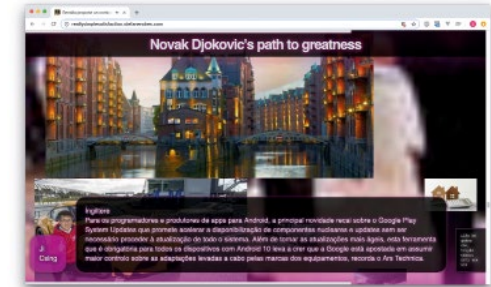 Novak Djokovic's path to greatness
Inglitere
Para os programadores e produtores de apps para Android, a principal novidade recai sobre o Google Play
System Updates que promete acelerar a disponibilização de componentes nucleares e updates sem ser
necessário proceder à atualização de todo o sistema. Além de tornar as atualizações mais ágeis, esta ferramenta
que é obrigatória para todos os dispositivos com Android 10 leva a crer que a Google está apostada em assumir
maior controlo sobre as adaptações levadas a cabo pelas marcas dos equipamentos, recorda o Ars Technica.
J.
Csing